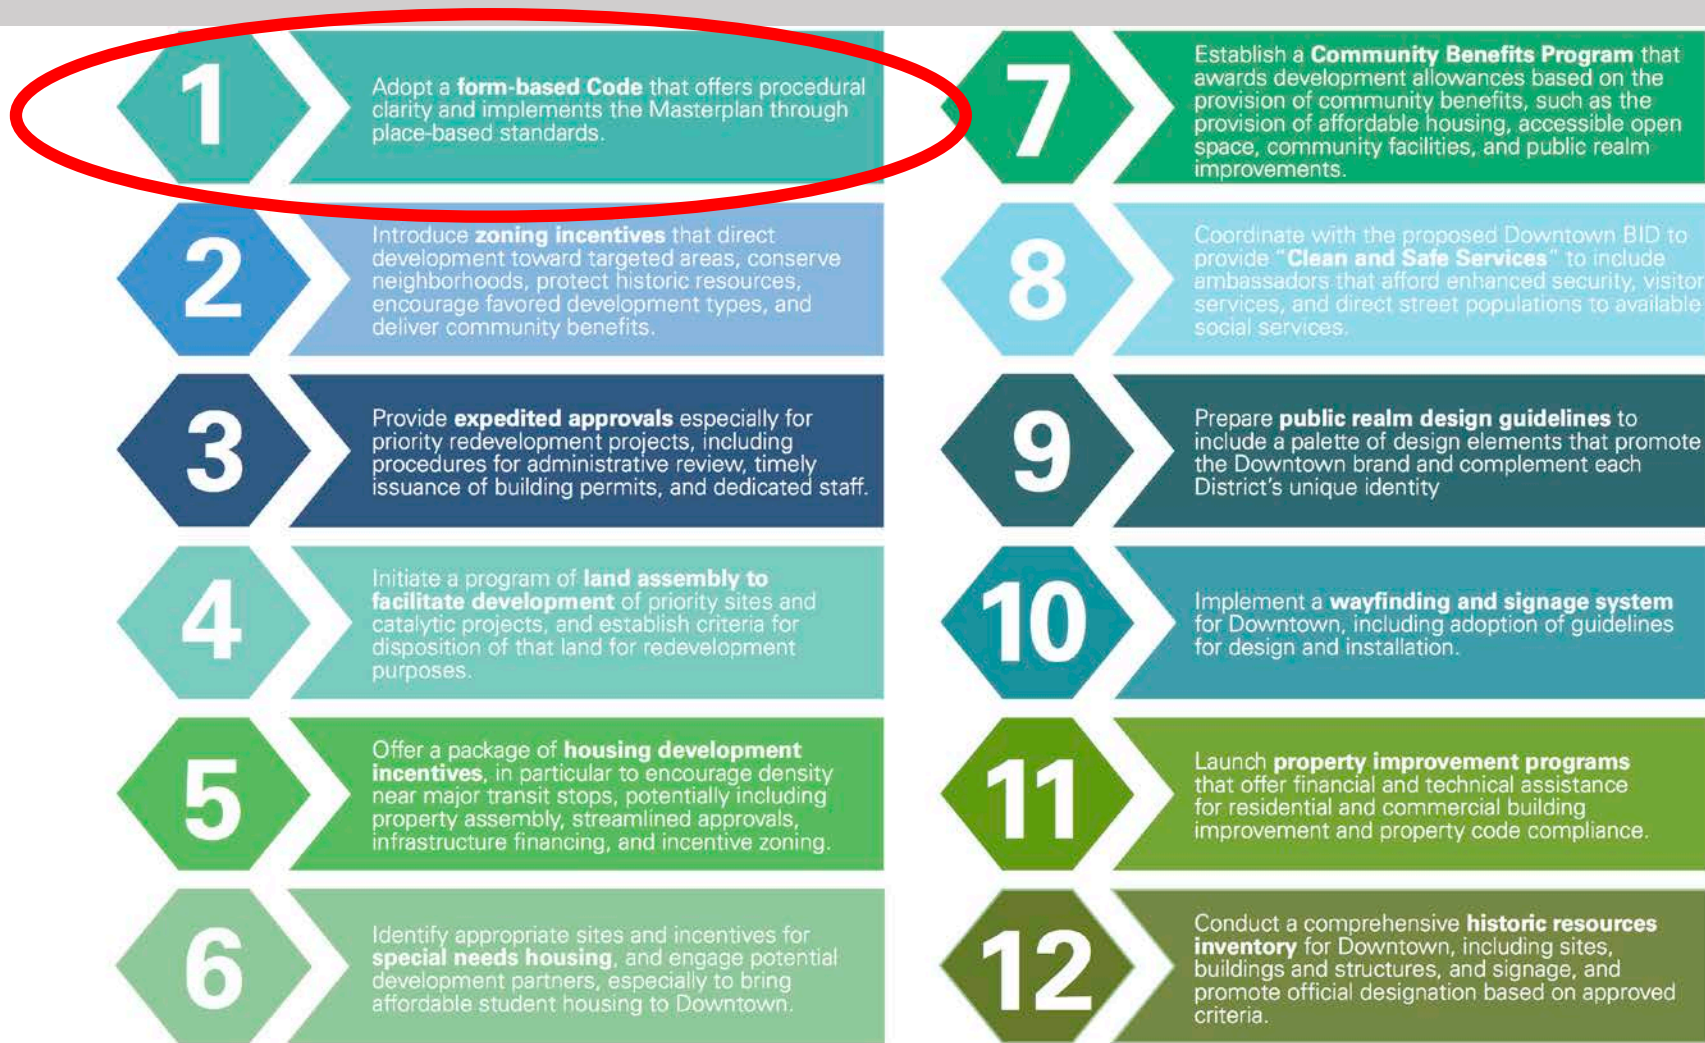 1
Adopt a form-based Code that offers procedural
clarity and implements the Masterplan through
place-based standards.
2
Introduce zoning incentives that direct
development toward targeted areas, conserve
neighborhoods, protect historic resources,
encourage favored development types, and
deliver community benefits.
3
Provide expedited approvals especially for
priority redevelopment projects, including
procedures for administrative review, timely
issuance of building permits, and dedicated staff.
4
Initiate a program of land assembly to
facilitate development of priority sites and
catalytic projects, and establish criteria for
disposition of that land for redevelopment
purposes.
5
Offer a package of housing development
incentives, in particular to encourage density
near major transit stops, potentially including
property assembly, streamlined approvals,
infrastructure financing, and incentive zoning.
6
Identify appropriate sites and incentives for
special needs housing, and engage potential
development partners, especially to bring
affordable student housing to Downtown.
7
Establish a Community Benefits Program that
awards development allowances based on the
provision of community benefits, such as the
provision of affordable housing, accessible open
space, community facilities, and public realm
improvements.
8
Coordinate with the proposed Downtown BID to
provide "Clean and Safe Services" to include
ambassadors that afford enhanced security, visitor
services, and direct street populations to available
social services.
9
Prepare public realm design guidelines to
include a palette of design elements that promote
the Downtown brand and complement each
District's unique identity
10
Implement a wayfinding and signage system
for Downtown, including adoption of guidelines
for design and installation.
11
Launch property improvement programs
that offer financial and technical assistance
for residential and commercial building
improvement and property code compliance.
12
Conduct a comprehensive historic resources
inventory for Downtown, including sites,
buildings and structures, and signage, and
promote official designation based on approved
criteria.